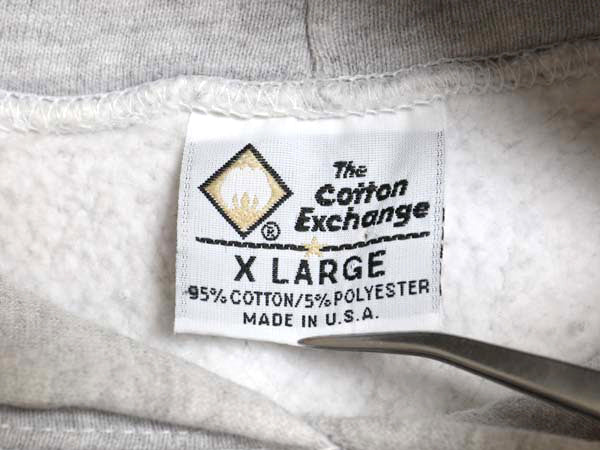 The
Cotton
Exchange
®
X LARGE
95% COTTON/5% POLYESTER
MADE IN U.S.A.